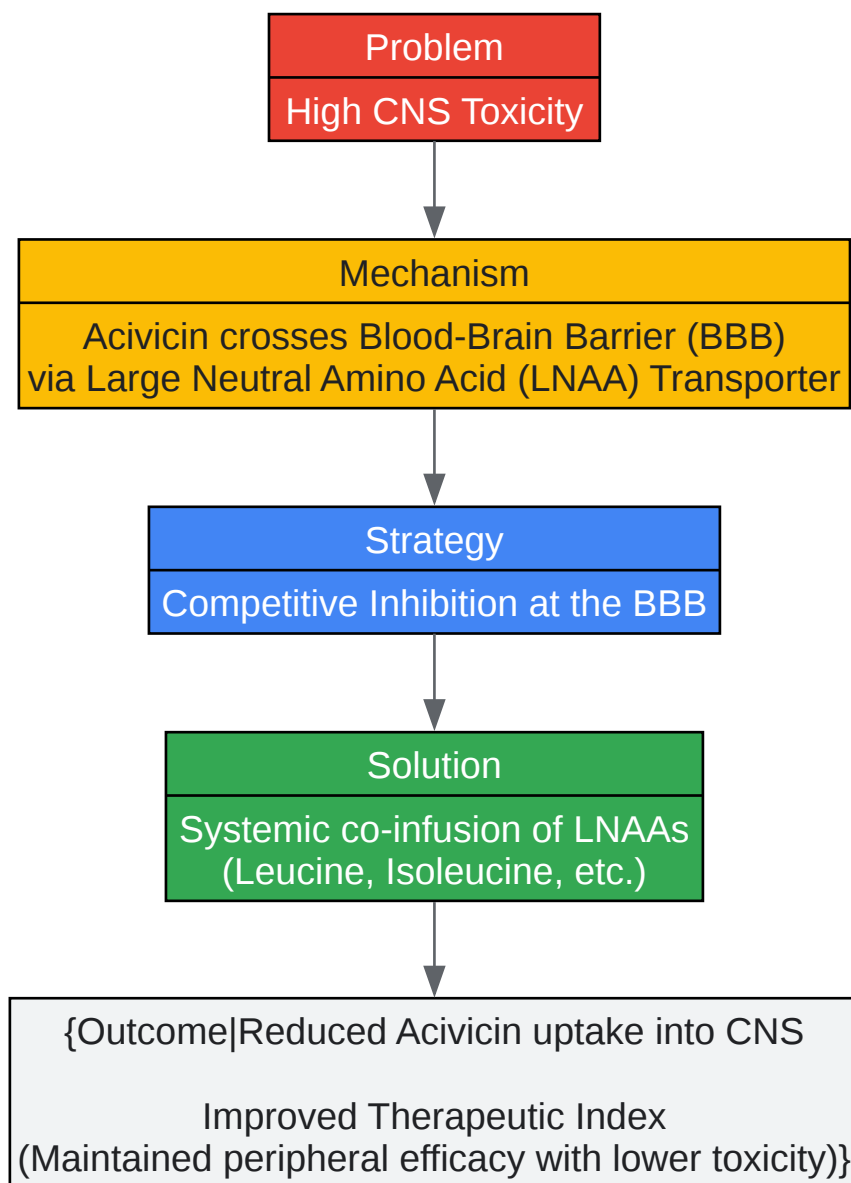 Problem
High CNS Toxicity
Mechanism
Acivicin crosses Blood-Brain Barrier (BBB)
via Large Neutral Amino Acid (LNAA) Transporter
Strategy
Competitive Inhibition at the BBB
Solution
Systemic co-infusion of LNAAs
(Leucine, Isoleucine, etc.)
{Outcome|Reduced Acivicin uptake into CNS
Improved Therapeutic Index
(Maintained peripheral efficacy with lower toxicity)}